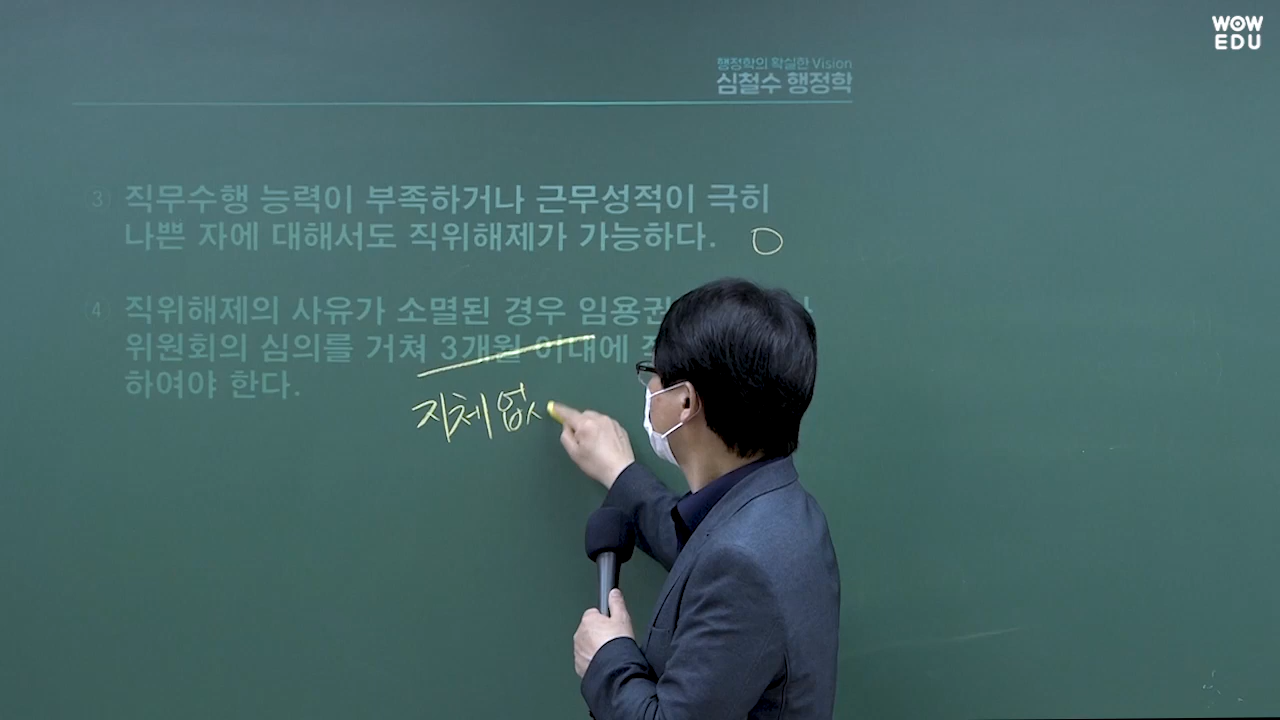 WOW
EDU
행정학의 확실한 Vision
심철수 행정학
③ 직무수행 능력이 부족하거나 근무성적이 극히
나쁜 자에 대해서도 직위해제가 가능하다.
④ 직위해제의 사유가 소멸된 경우
위원회의 심의를 거쳐 3개월 이내에
하여야 한다.
지체 없